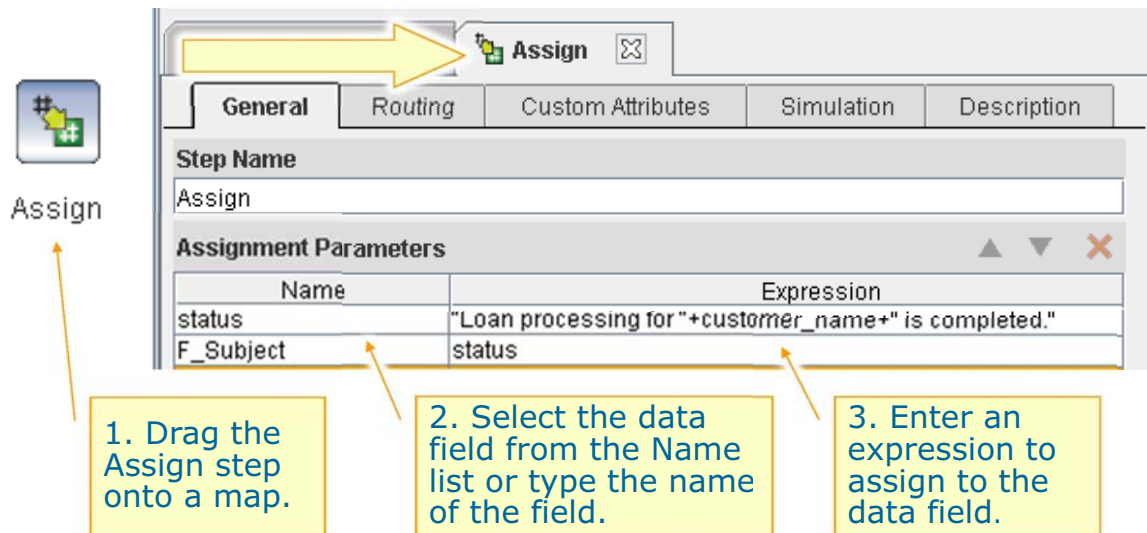 Assign
General Routing Custom Attributes Simulation Description
Step Name
Assign
Assign
Assignment Parameters
Name Expression
status "Loan processing for "+customer_name+" is completed."
F_Subject status
1. Drag the
Assign step
onto a map.
2. Select the data
field from the Name
list or type the name
of the field.
3. Enter an
expression to
assign to the
data field.